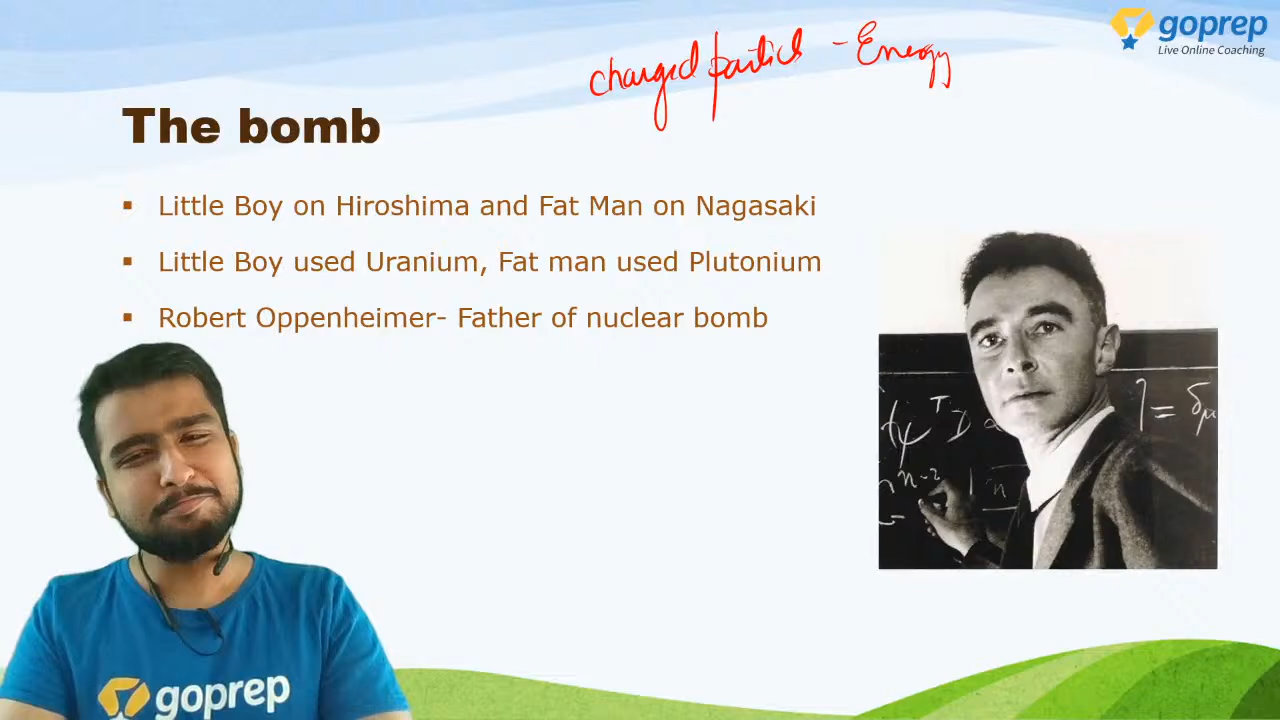 goprep
Live Online Coaching
charged particls - Energy
The bomb
▪ Little Boy on Hiroshima and Fat Man on Nagasaki
▪ Little Boy used Uranium, Fat man used Plutonium
▪ Robert Oppenheimer- Father of nuclear bomb
goprep